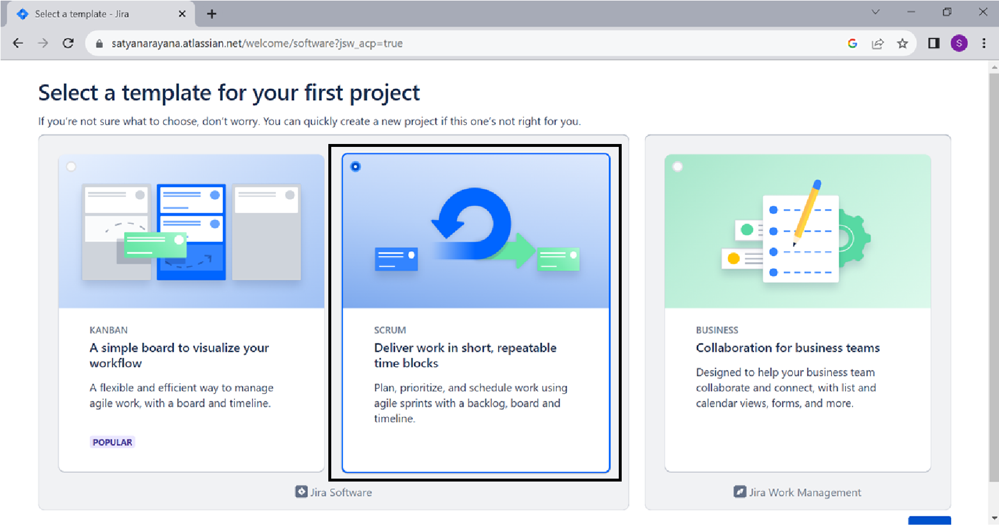 Select a template - Jira
satyanarayana.atlassian.net/welcome/software?jsw_acp=true
S
Select a template for your first project
If you're not sure what to choose, don't worry. You can quickly create a new project if this one's not right for you.
KANBAN
A simple board to visualize your
workflow
A flexible and efficient way to manage
agile work, with a board and timeline.
POPULAR
SCRUM
Deliver work in short, repeatable
time blocks
Plan, prioritize, and schedule work using
agile sprints with a backlog, board and
timeline.
Jira Software
BUSINESS
Collaboration for business teams
Designed to help your business team
collaborate and connect, with list and
calendar views, forms, and more.
Jira Work Management